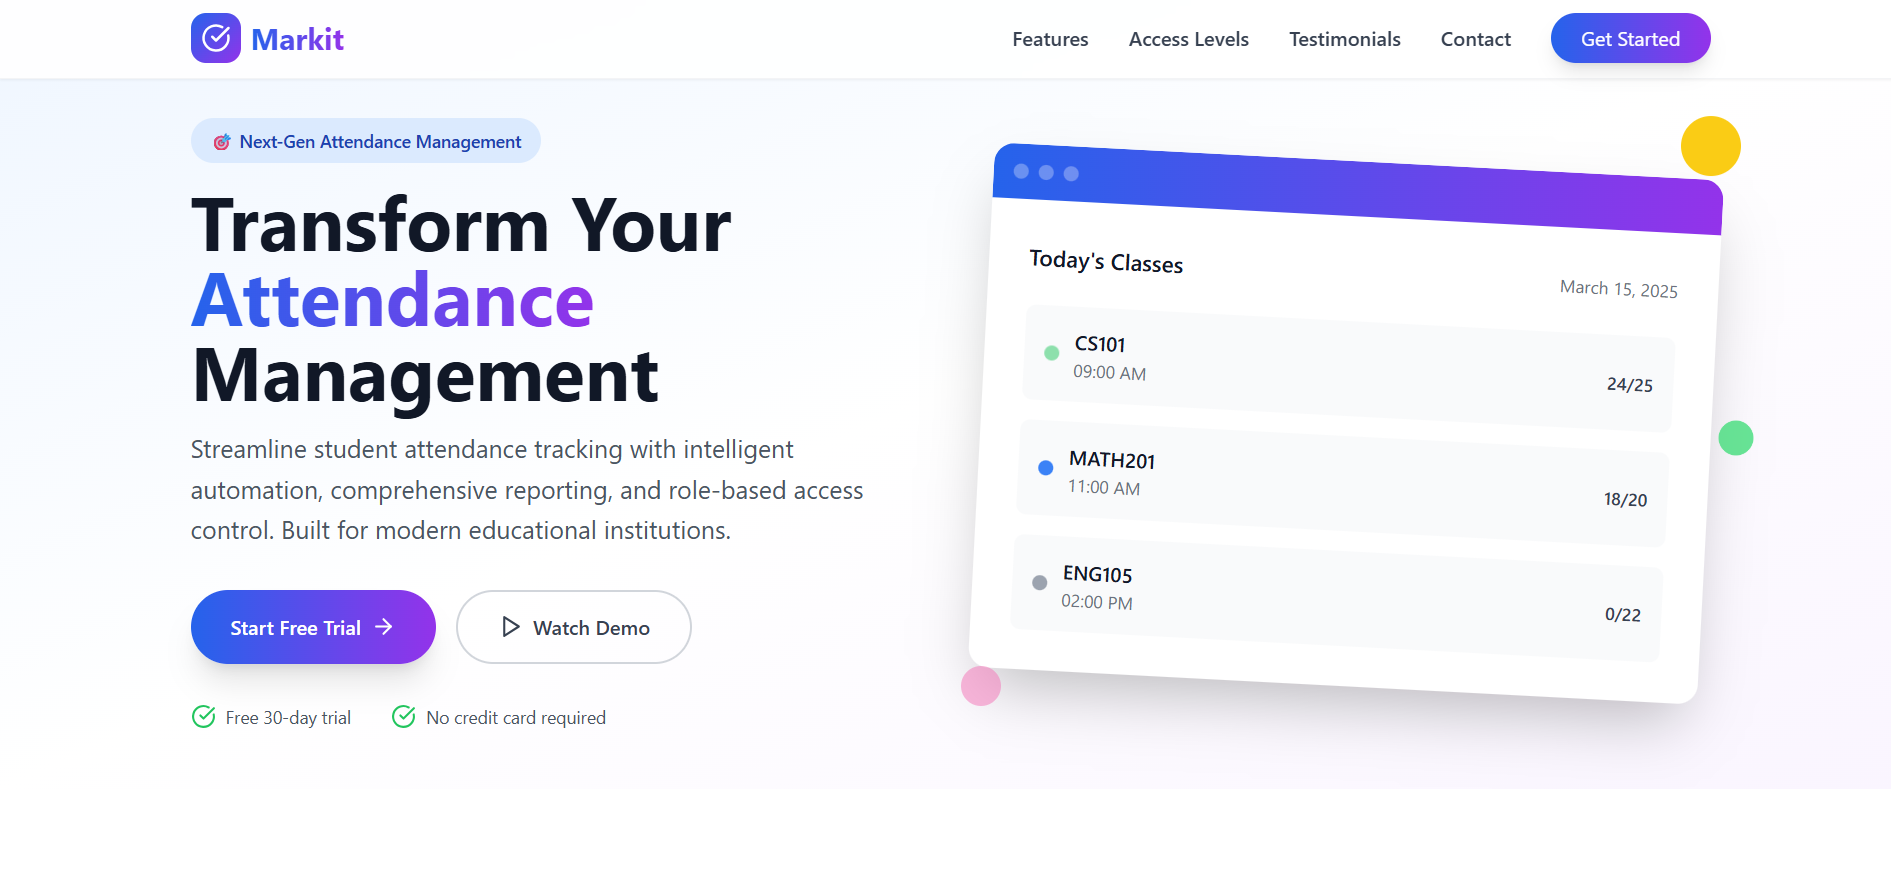 Markit
Features
Access Levels
Testimonials
Contact
Get Started
Next-Gen Attendance Management
Transform Your
Attendance
Management
Streamline student attendance tracking with intelligent
automation, comprehensive reporting, and role-based access
control. Built for modern educational institutions.
Start Free Trial
Watch Demo
Free 30-day trial
No credit card required
Today's Classes
March 15, 2025
CS101
09:00 AM
24/25
MATH201
11:00 AM
18/20
ENG105
02:00 PM
0/22